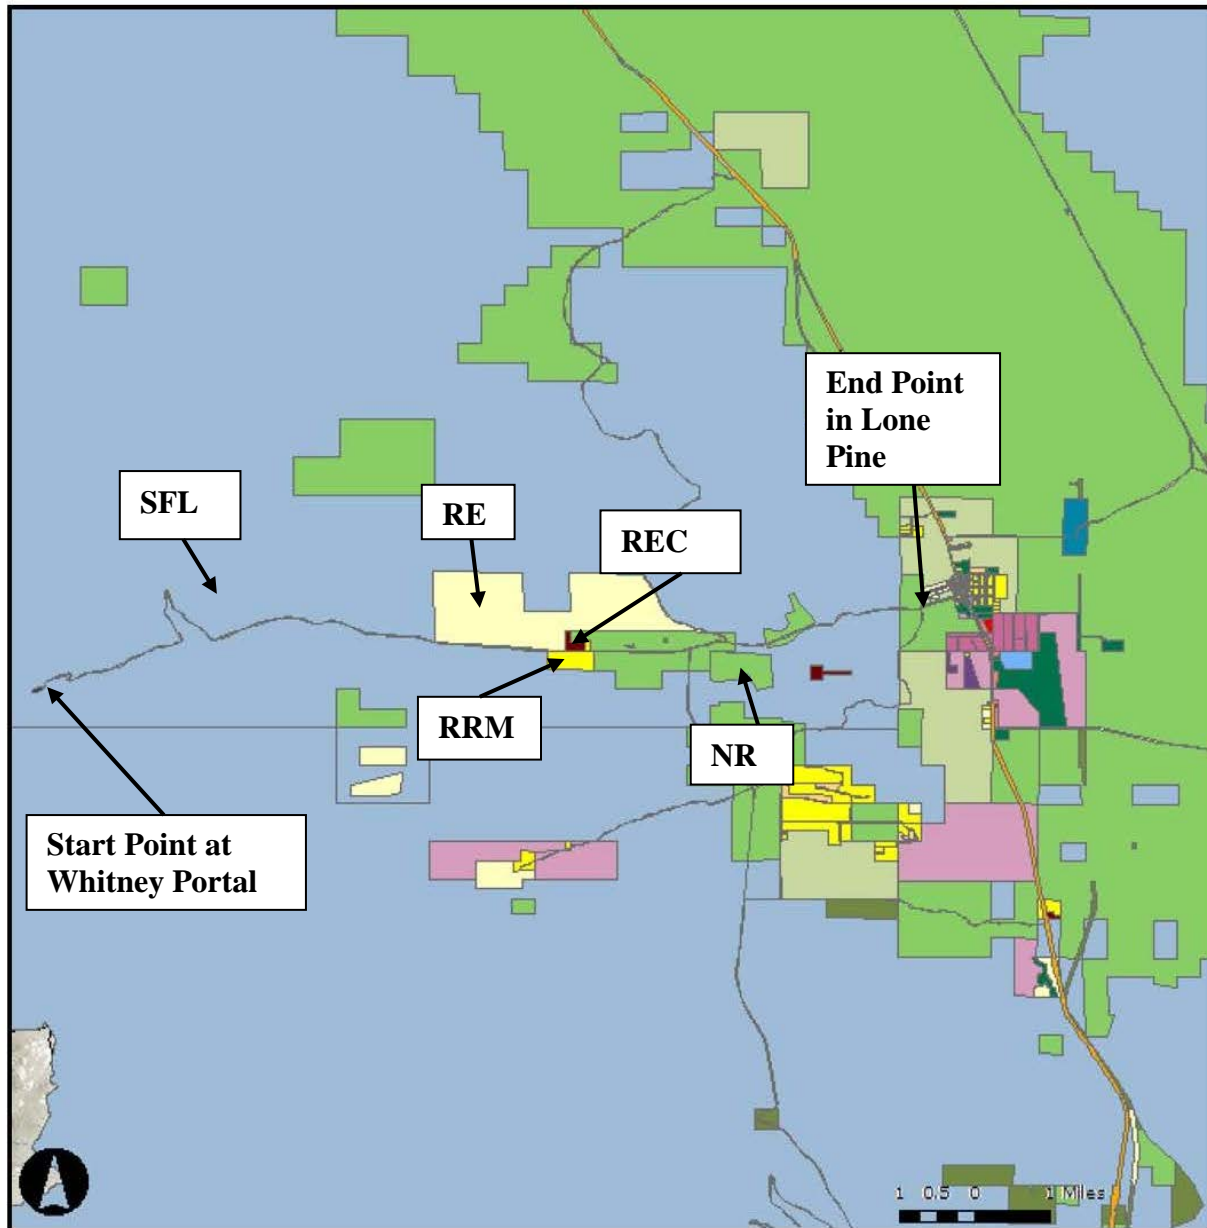 End Point
in Lone
Pine
SFL
RE
REC
RRM
NR
Start Point at
Whitney Portal
1 0.5 0 1 Miles